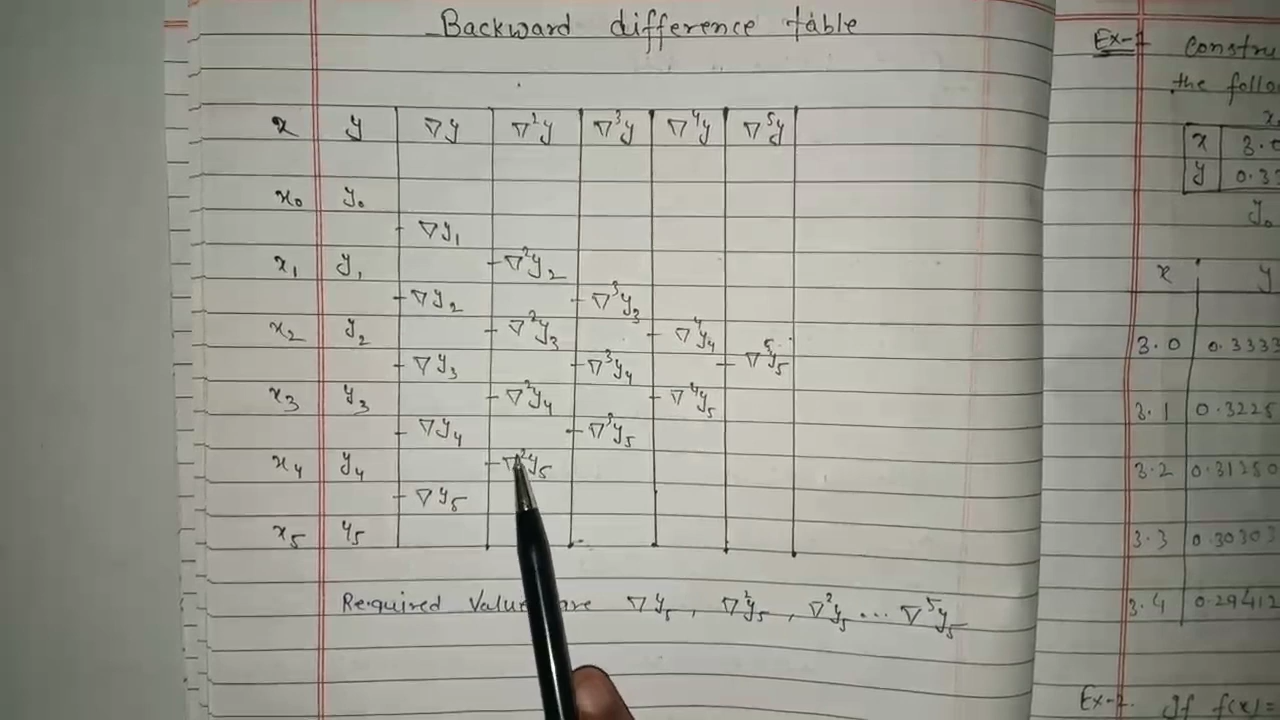 Backward difference table
x y ∇y ∇²y ∇³y ∇⁴y ∇⁵y
x₀ y₀
∇y₁
x₁ y₁ ∇²y₂
∇y₂ ∇³y₃
x₂ y₂ ∇²y₃ ∇⁴y₄
∇y₃ ∇³y₄ ∇⁵y₅
x₃ y₃ ∇²y₄ ∇⁴y₅
∇y₄ ∇³y₅
x₄ y₄ ∇²y₅
∇y₅
x₅ y₅
Required Value are ∇y₅, ∇²y₅, ∇²y₅ ... ∇⁵y₅
Ex-1 Constru
the follo
x 3.0
y 0.33
y₀
x y
3.0 0.3333
3.1 0.3225
3.2 0.31250
3.3 0.30303
3.4 0.29412
Ex-2. If f(x) =